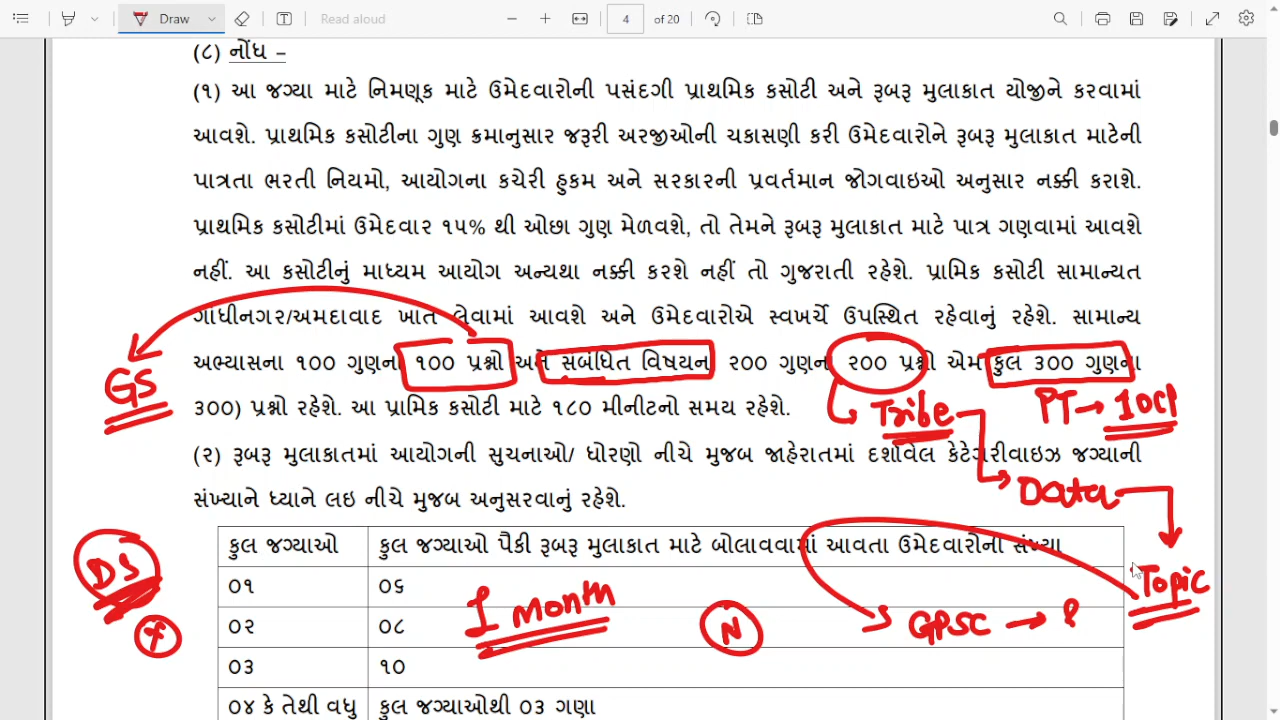 Draw
Read aloud
4 of 20
(૮) નોંધ –
(૧) આ જગ્યા માટે નિમણૂક માટે ઉમેદવારોની પસંદગી પ્રાથમિક કસોટી અને રૂબરૂ મુલાકાત યોજીને કરવામાં
આવશે. પ્રાથમિક કસોટીના ગુણ ક્રમાનુસાર જરૂરી અરજીઓની ચકાસણી કરી ઉમેદવારોને રૂબરૂ મુલાકાત માટેની
પાત્રતા ભરતી નિયમો, આયોગના કચેરી હુકમ અને સરકારની પ્રવર્તમાન જોગવાઇઓ અનુસાર નક્કી કરાશે.
પ્રાથમિક કસોટીમાં ઉમેદવાર ૧૫% થી ઓછા ગુણ મેળવશે, તો તેમને રૂબરૂ મુલાકાત માટે પાત્ર ગણવામાં આવશે
નહીં. આ કસોટીનું માધ્યમ આયોગ અન્યથા નક્કી કરશે નહીં તો ગુજરાતી રહેશે. પ્રામિક કસોટી સામાન્યત
ગાંધીનગર/અમદાવાદ ખાતે લેવામાં આવશે અને ઉમેદવારોએ સ્વખર્ચે ઉપસ્થિત રહેવાનું રહેશે. સામાન્ય
અભ્યાસના ૧૦૦ ગુણના ૧૦૦ પ્રશ્નો અને સંબંધિત વિષયના ૨૦૦ ગુણના ૨૦૦ પ્રશ્નો એમ કુલ ૩૦૦ ગુણના
GS
૩૦૦) પ્રશ્નો રહેશે. આ પ્રામિક કસોટી માટે ૧૮૦ મીનીટનો સમય રહેશે.
Tribe
PT →
(૨) રૂબરૂ મુલાકાતમાં આયોગની સુચનાઓ/ ધોરણો નીચે મુજબ જાહેરાતમાં દર્શાવેલ કેટેગરીવાઇઝ જગ્યાની
સંખ્યાને ધ્યાને લઇ નીચે મુજબ અનુસરવાનું રહેશે.
Data
કુલ જગ્યાઓ કુલ જગ્યાઓ પૈકી રૂબરૂ મુલાકાત માટે બોલાવવામાં આવતા ઉમેદવારોની સંખ્યા
DS
Topic
૦૧ ૦૬
1 month
૦૨ ૦૮
N
GPSC →
૦૩ ૧૦
૦૪ કે તેથી વધુ કુલ જગ્યાઓથી ૦૩ ગણા